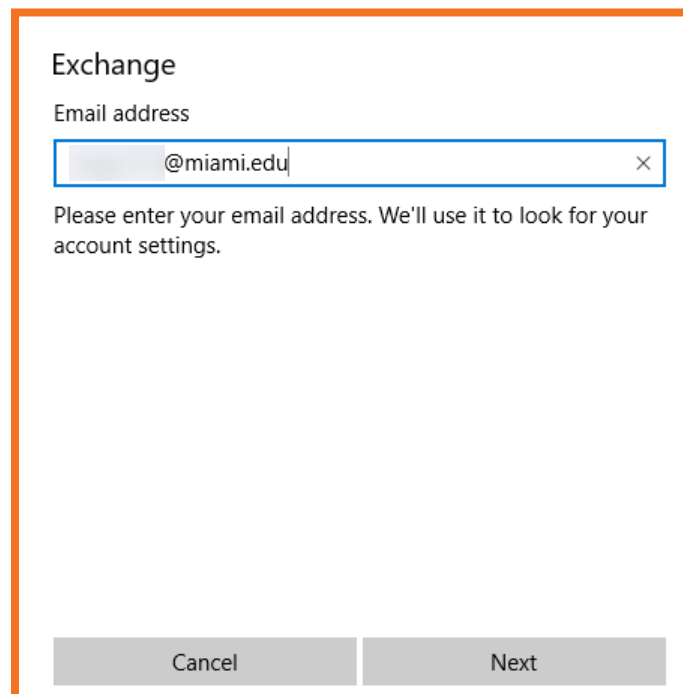 Exchange
Email address
@miami.edu
Please enter your email address. We'll use it to look for your
account settings.
Cancel Next